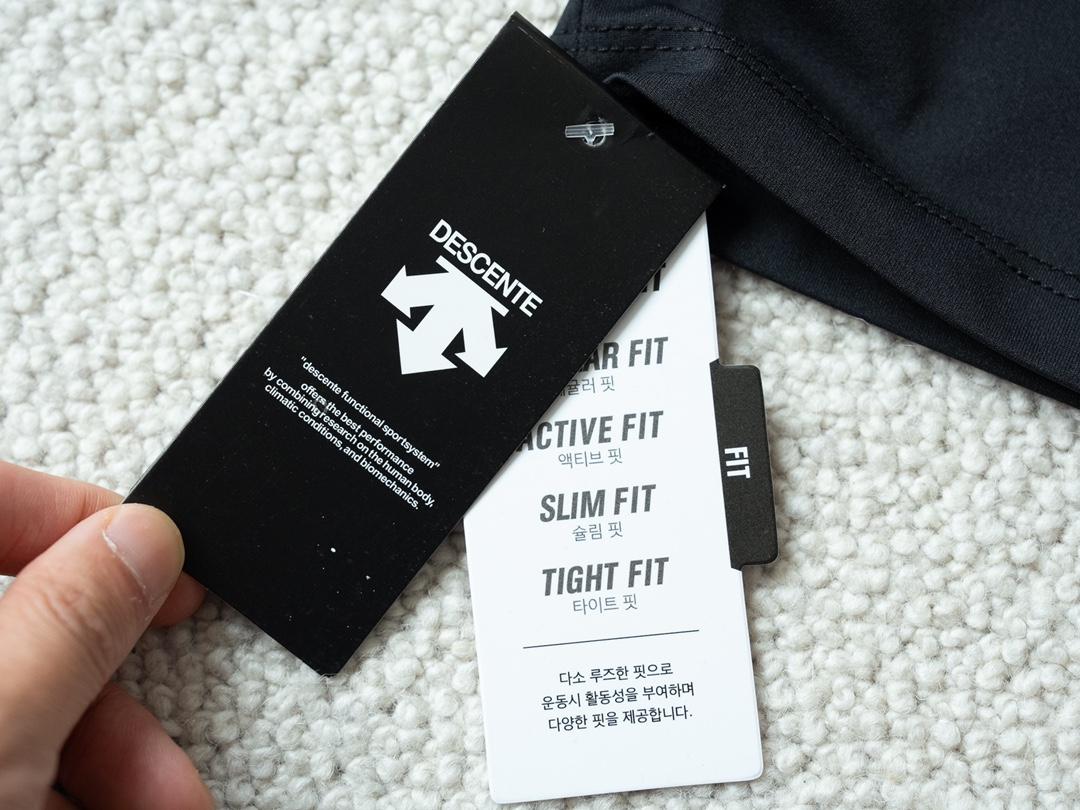 DESCENTE
"descente functional sportsystem"
offers the best performance
by combining research on the human body,
climatic conditions, and biomechanics.
FIT
핏
ACTIVE FIT
액티브 핏
SLIM FIT
슬림 핏
TIGHT FIT
타이트 핏
다소 루즈한 핏으로
운동시 활동성을 부여하며
다양한 핏을 제공합니다.
FIT